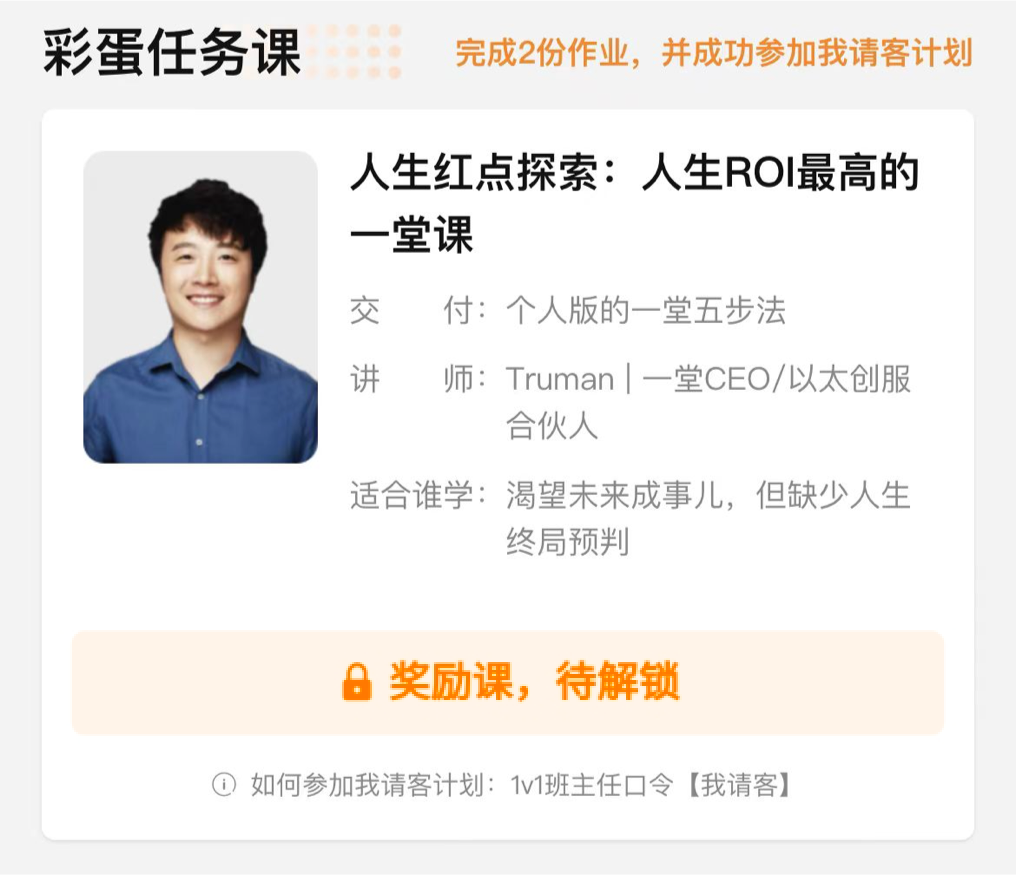 彩蛋任务课
完成2份作业，并成功参加我请客计划
人生红点探索：人生ROI最高的
一堂课
交付：个人版的一堂五步法
讲师：Truman | 一堂CEO/以太创服
合伙人
适合谁学：渴望未来成事儿，但缺少人生
终局预判
奖励课，待解锁
如何参加我请客计划：1v1班主任口令【我请客】